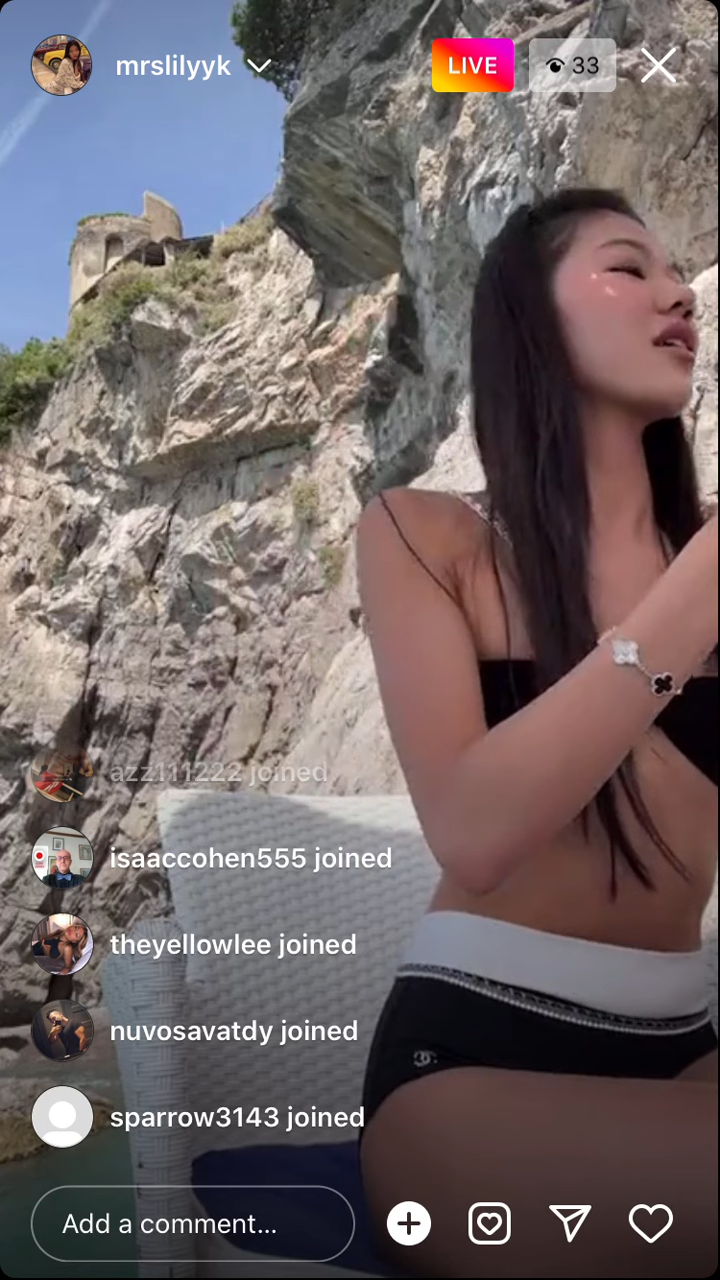 mrslilyyk
LIVE
33
azz111222 joined
isaaccohen555 joined
theyellowlee joined
nuvosavatdy joined
sparrow3143 joined
Add a comment...